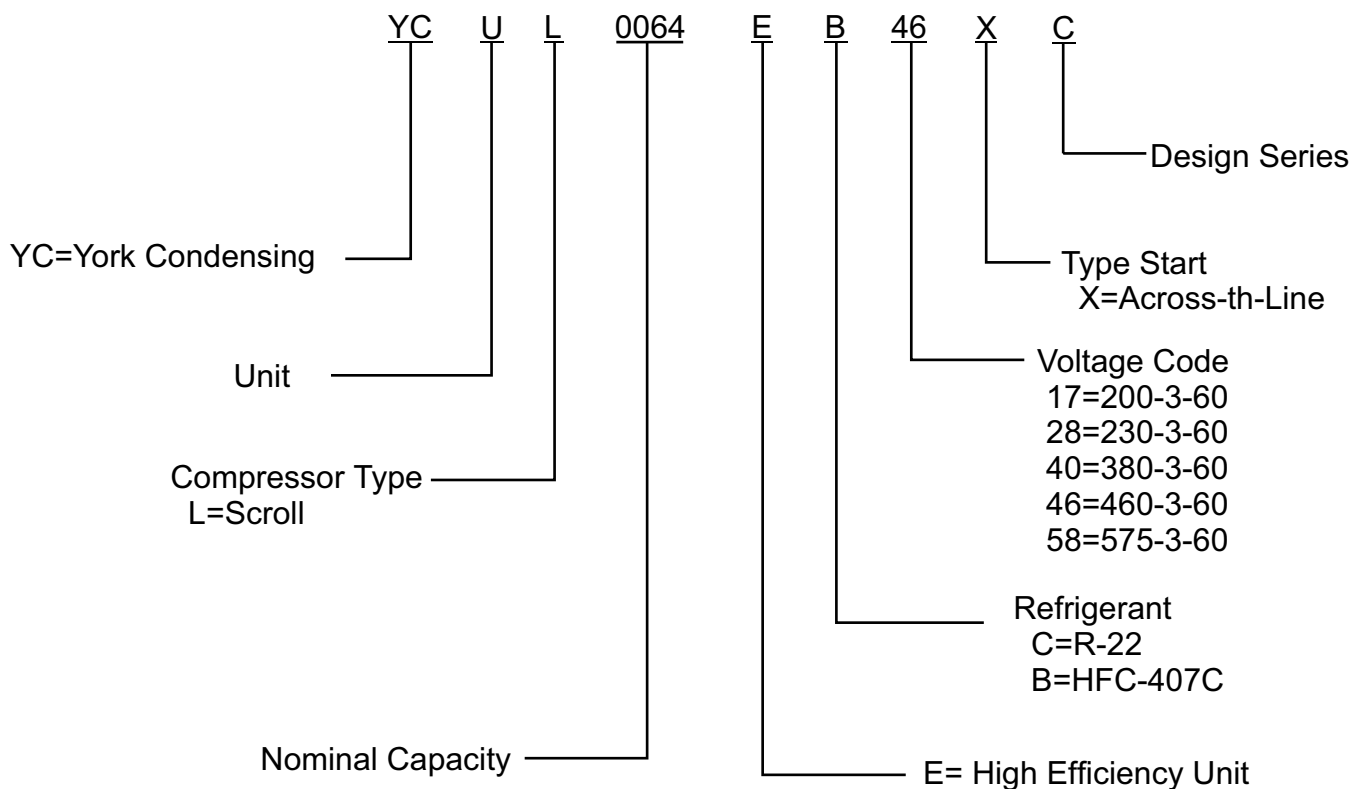 YC U L 0064 E B 46 X C
Design Series
YC=York Condensing
Type Start
X=Across-th-Line
Unit
Voltage Code
17=200-3-60
28=230-3-60
40=380-3-60
46=460-3-60
58=575-3-60
Compressor Type
L=Scroll
Refrigerant
C=R-22
B=HFC-407C
Nominal Capacity
E= High Efficiency Unit